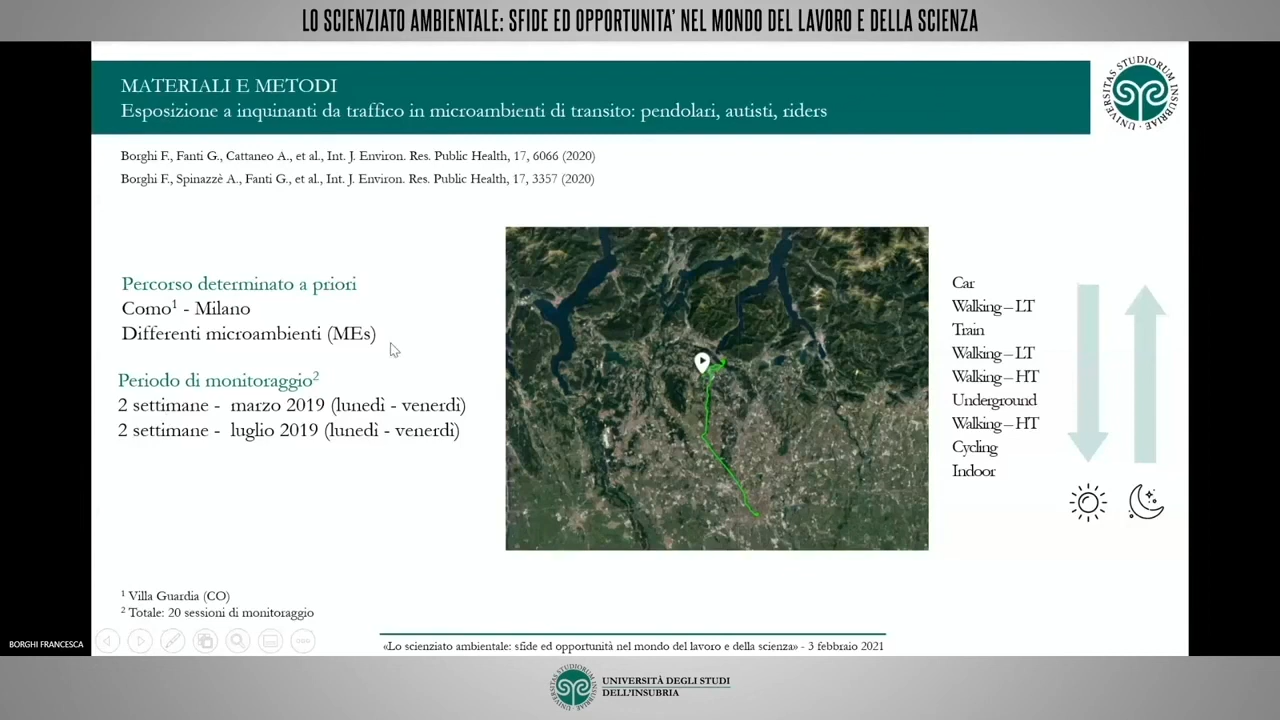 LO SCIENZIATO AMBIENTALE: SFIDE ED OPPORTUNITA' NEL MONDO DEL LAVORO E DELLA SCIENZA
MATERIALI E METODI
Esposizione a inquinanti da traffico in microambienti di transito: pendolari, autisti, riders
UNIVERSITAS STUDIORUM INSUBRIAE
Borghi F., Fanti G., Cattaneo A., et al., Int. J. Environ. Res. Public Health, 17, 6066 (2020)
Borghi F., Spinazzè A., Fanti G., et al., Int. J. Environ. Res. Public Health, 17, 3357 (2020)
Percorso determinato a priori
Como¹ - Milano
Differenti microambienti (MEs)
Periodo di monitoraggio²
2 settimane - marzo 2019 (lunedì - venerdì)
2 settimane - luglio 2019 (lunedì - venerdì)
Car
Walking – LT
Train
Walking – LT
Walking – HT
Underground
Walking – HT
Cycling
Indoor
¹ Villa Guardia (CO)
² Totale: 20 sessioni di monitoraggio
BORGHI FRANCESCA
«Lo scienziato ambientale: sfide ed opportunità nel mondo del lavoro e della scienza» - 3 febbraio 2021
UNIVERSITÀ DEGLI STUDI
DELL'INSUBRIA